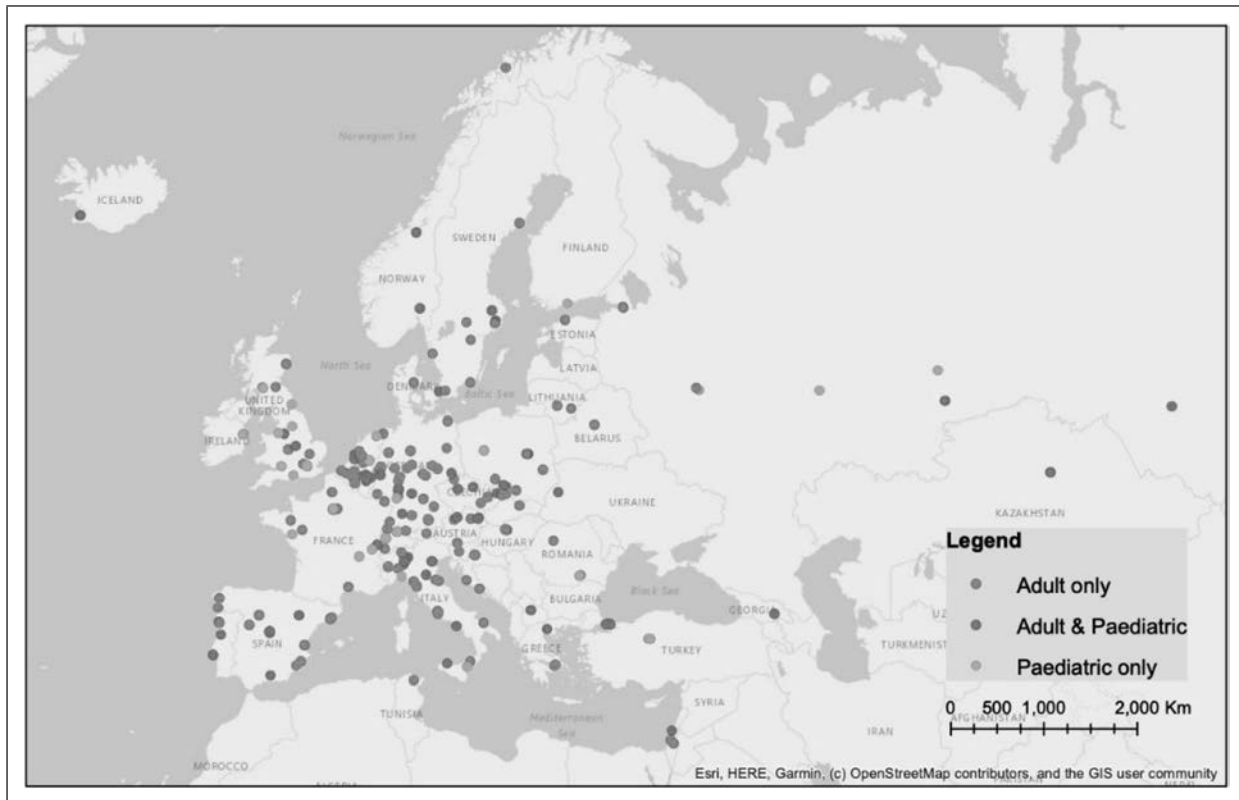 Norwegian Sea
ICELAND
SWEDEN
FINLAND
NORWAY
ESTONIA
North Sea
LATVIA
DENMARK
Baltic Sea
LITHUANIA
UNITED
KINGDOM
IRELAND
BELARUS
UKRAINE
KAZAKHSTAN
FRANCE
AUSTRIA
HUNGARY
ROMANIA
Legend
Adult only
Adult & Paediatric
Paediatric only
ITALY
BULGARIA
Black Sea
GEORGIA
SPAIN
GREECE
TURKEY
TURKMENIST
UZ
SYRIA
0 500 1,000 2,000 Km
AFGHANISTAN
TUNISIA
Mediterranean
Sea
IRAN
MOROCCO
Esri, HERE, Garmin, (c) OpenStreetMap contributors, and the GIS user community